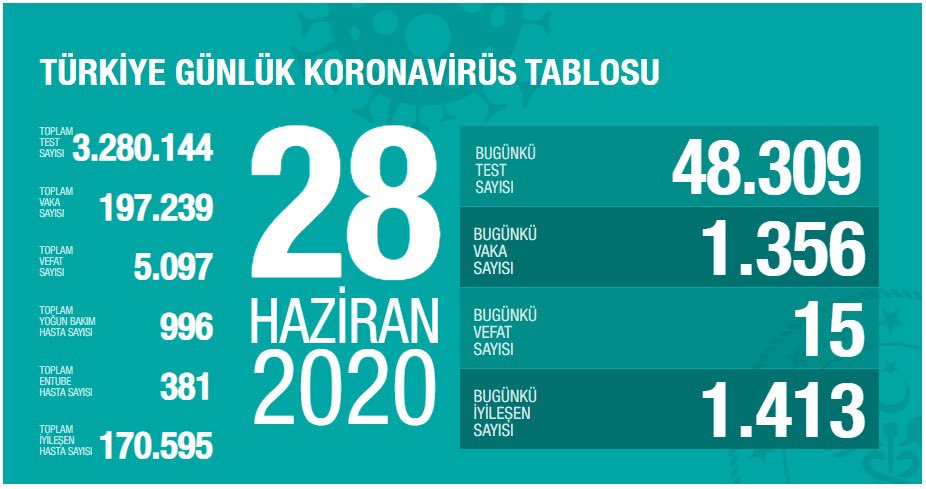 TÜRKİYE GÜNLÜK KORONAVİRÜS TABLOSU
TOPLAM
TEST
SAYISI
3.280.144
TOPLAM
VAKA
SAYISI
197.239
TOPLAM
VEFAT
SAYISI
5.097
TOPLAM
YOĞUN BAKIM
HASTA SAYISI
996
TOPLAM
ENTUBE
HASTA SAYISI
381
TOPLAM
İYİLEŞEN
HASTA SAYISI
170.595
28
HAZİRAN
2020
BUGÜNKÜ
TEST
SAYISI
48.309
BUGÜNKÜ
VAKA
SAYISI
1.356
BUGÜNKÜ
VEFAT
SAYISI
15
BUGÜNKÜ
İYİLEŞEN
SAYISI
1.413